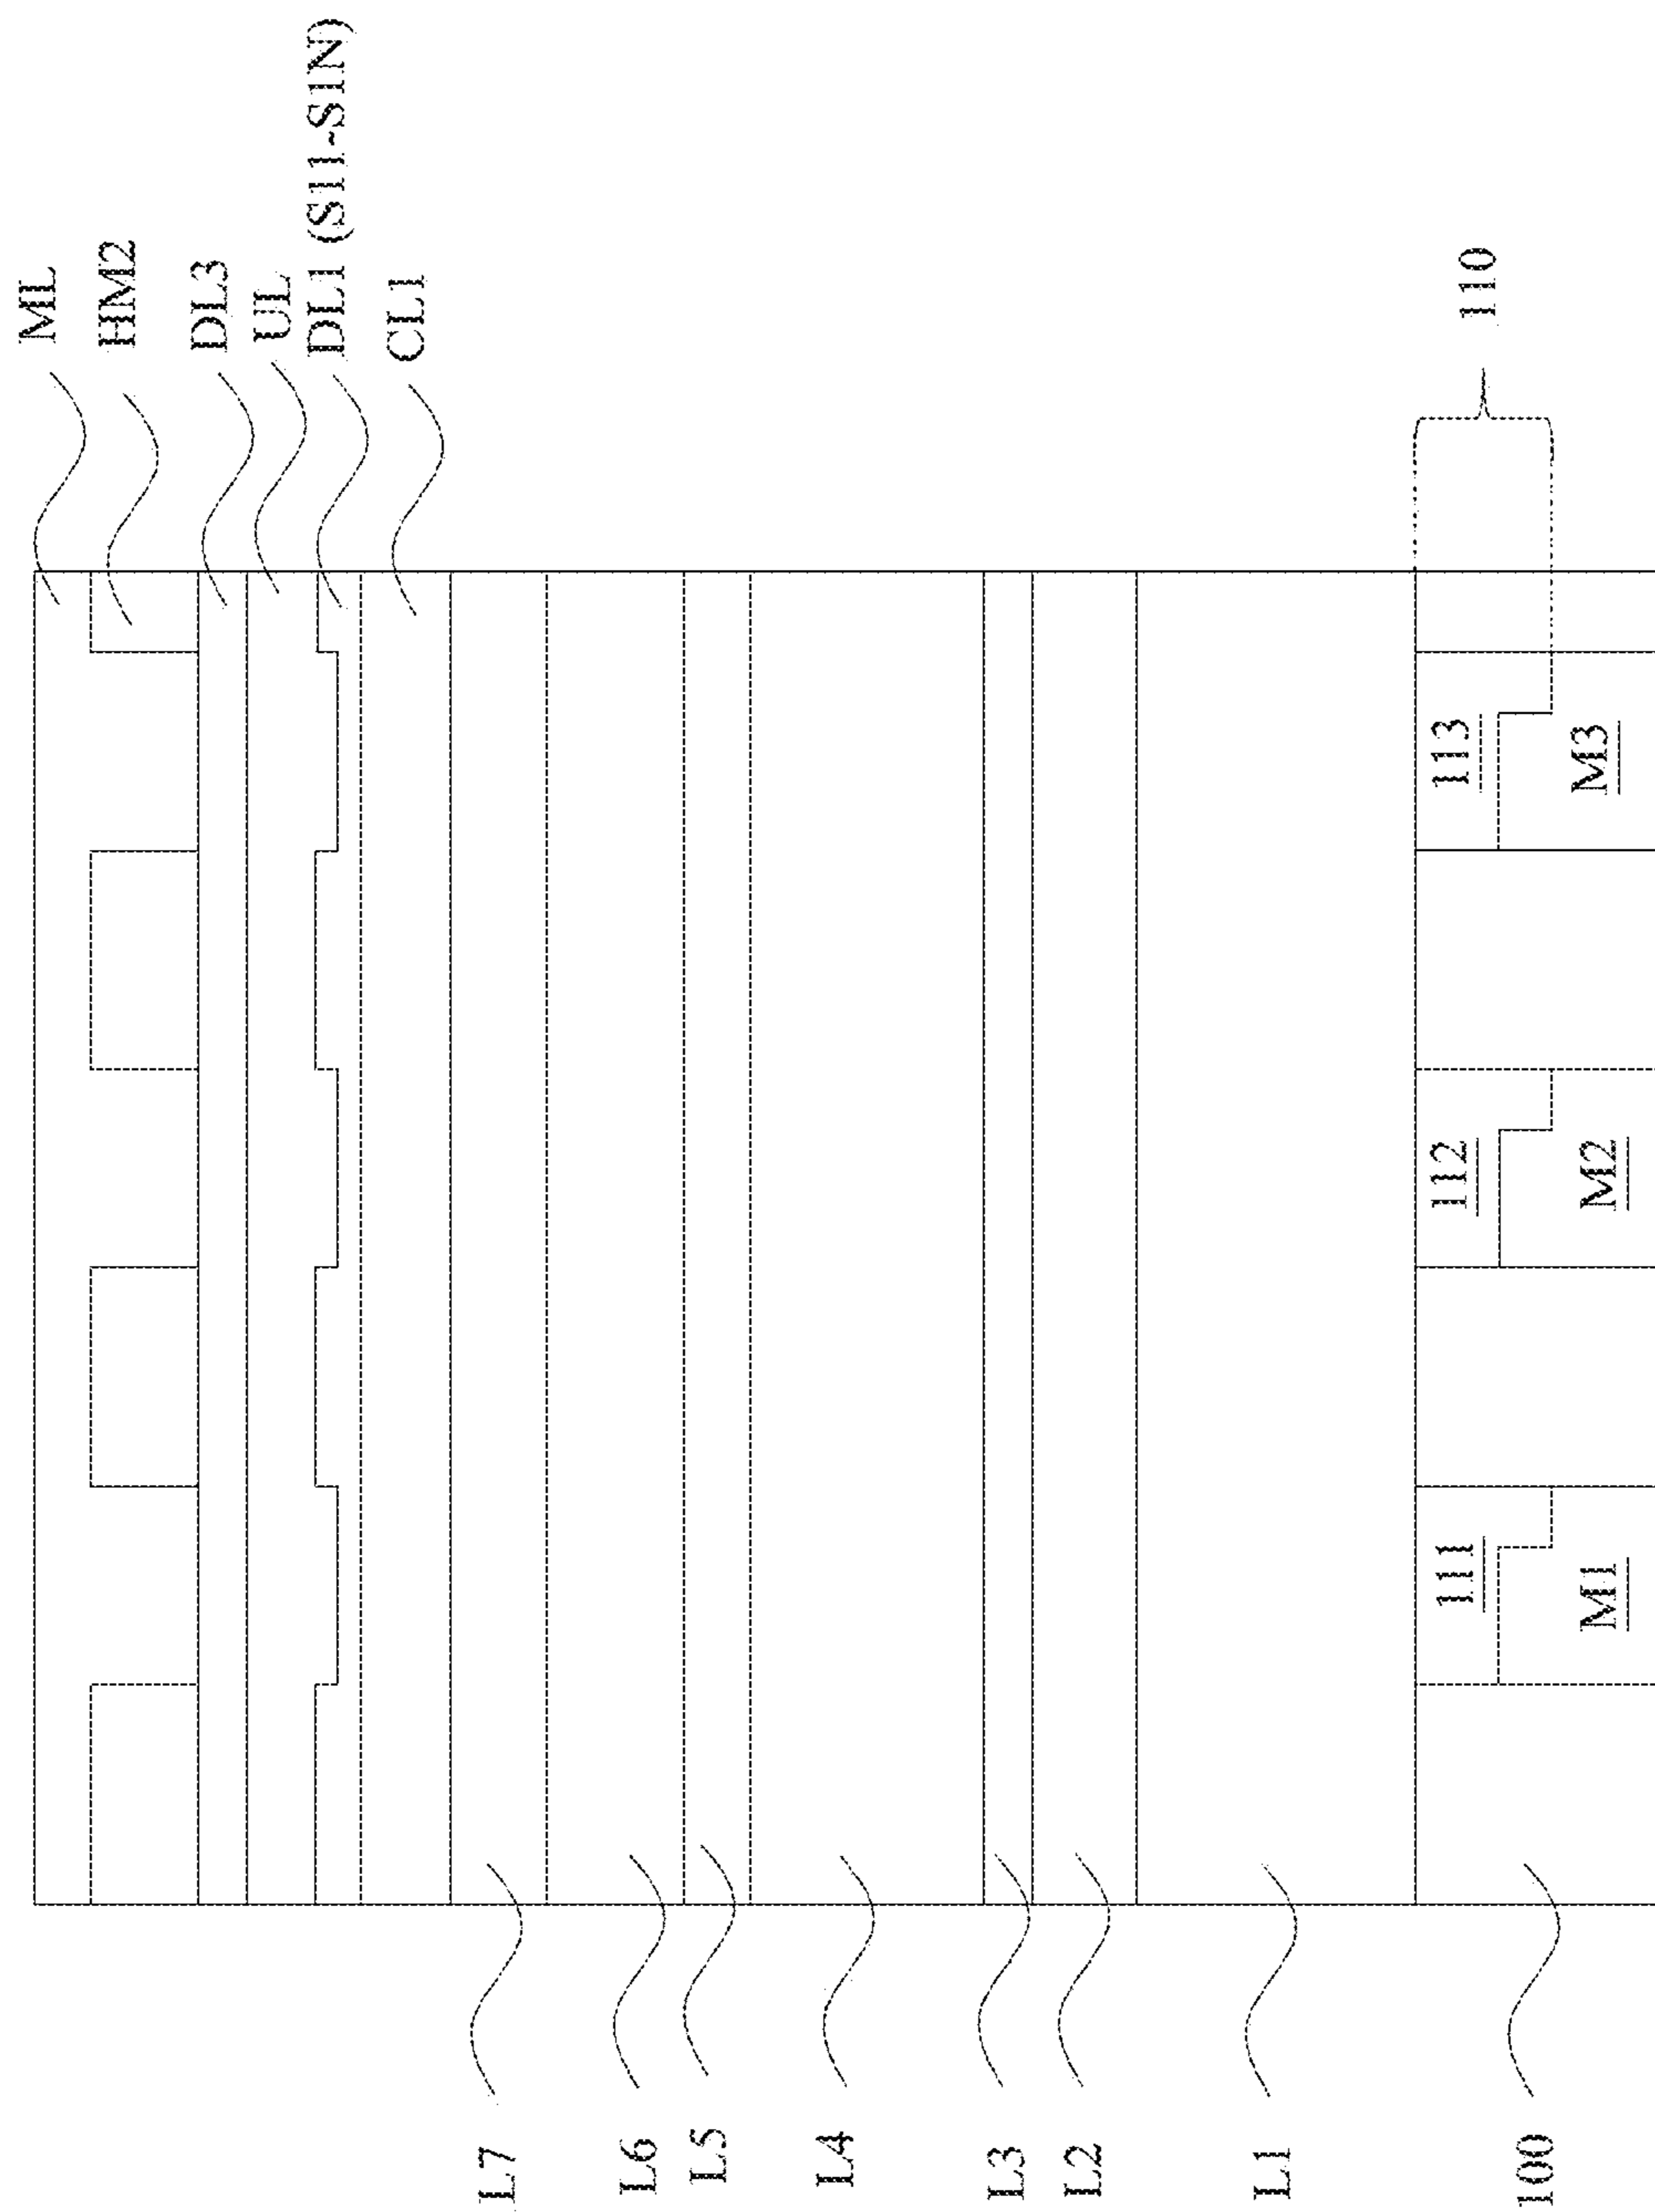 ML
HM2
DL3
UL
DL1 (S11~S1N)
CL1
110
113
M3
112
M2
111
M1
L7
L6
L5
L4
L3
L2
L1
100